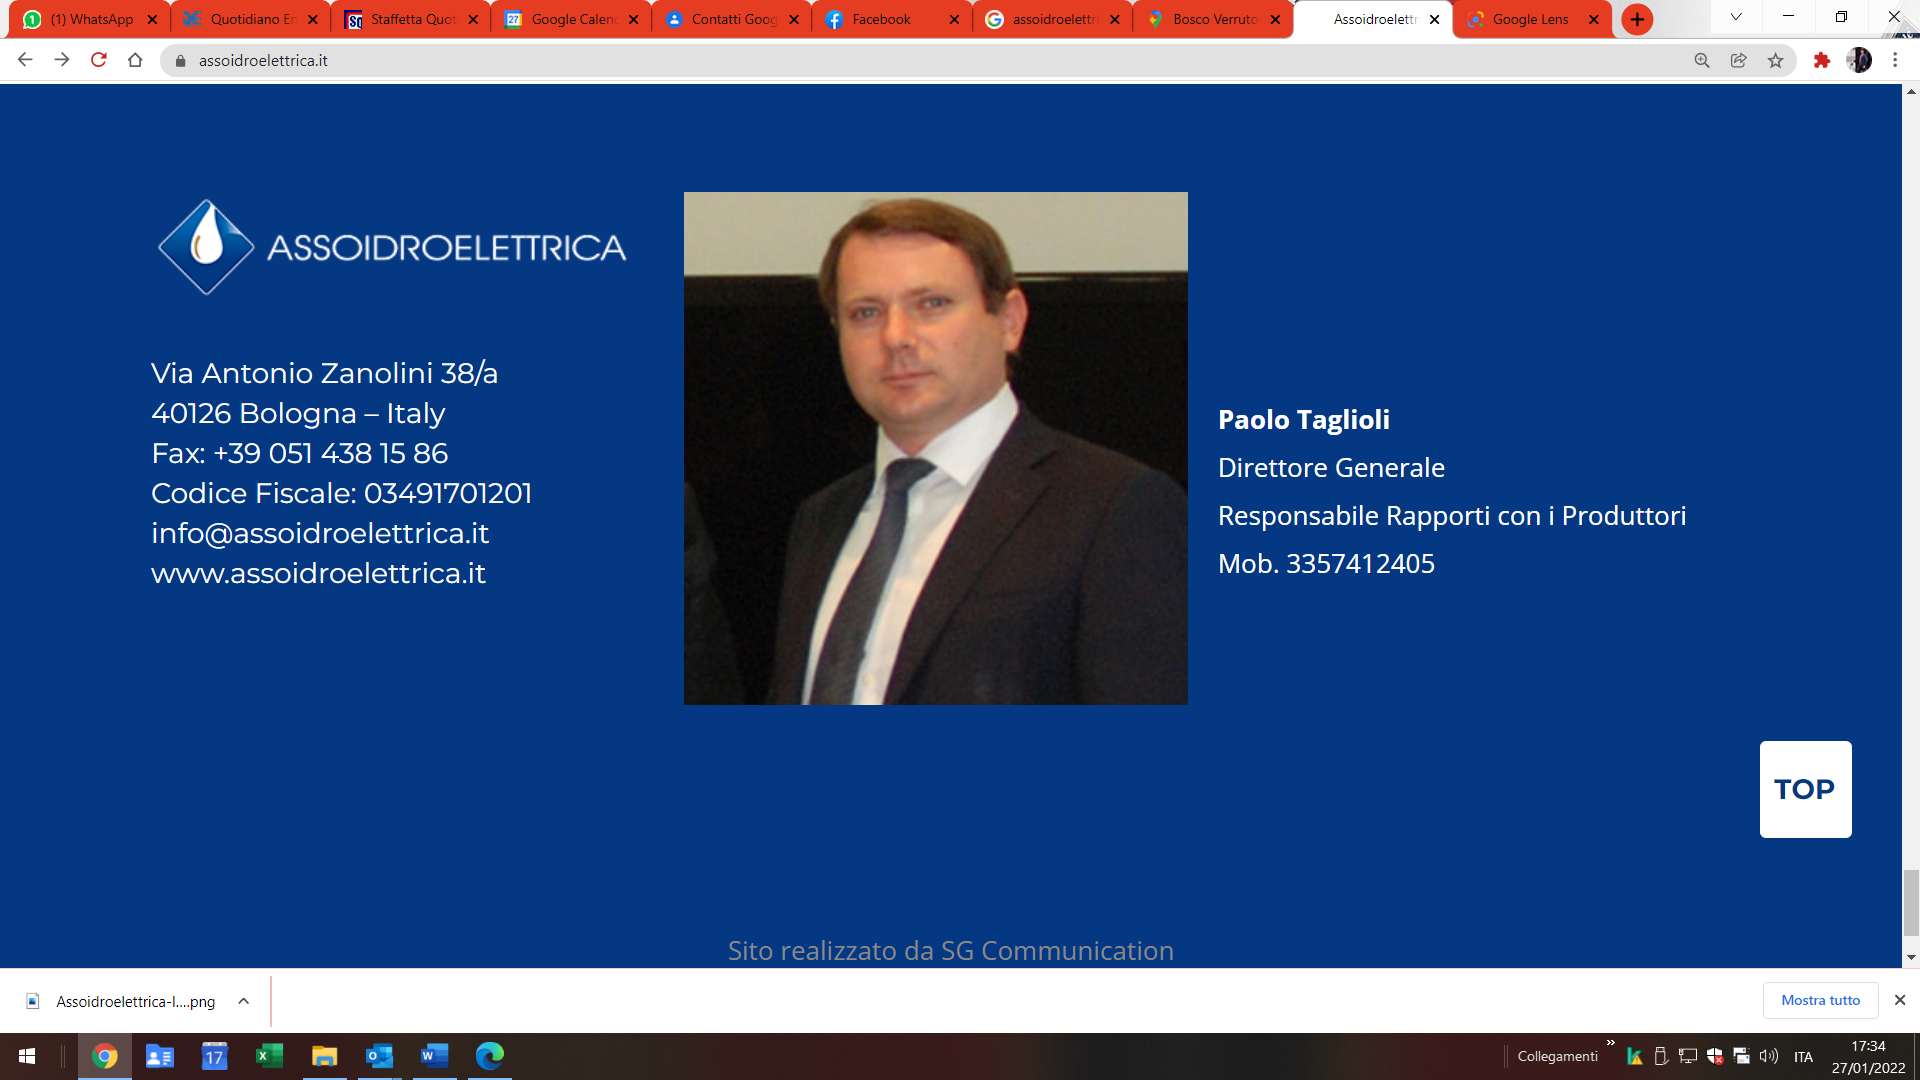 (1) WhatsApp
Quotidiano En
Staffetta Quot
Google Calend
Contatti Goog
Facebook
assoidroelettri
Bosco Verruto
Assoidroelettr
Google Lens
assoidroelettrica.it
ASSOIDROELETTRICA
Via Antonio Zanolini 38/a
40126 Bologna – Italy
Fax: +39 051 438 15 86
Codice Fiscale: 03491701201
info@assoidroelettrica.it
www.assoidroelettrica.it
Paolo Taglioli
Direttore Generale
Responsabile Rapporti con i Produttori
Mob. 3357412405
TOP
Sito realizzato da SG Communication
Assoidroelettrica-l....png
Mostra tutto
17
Collegamenti
ITA
17:34
27/01/2022